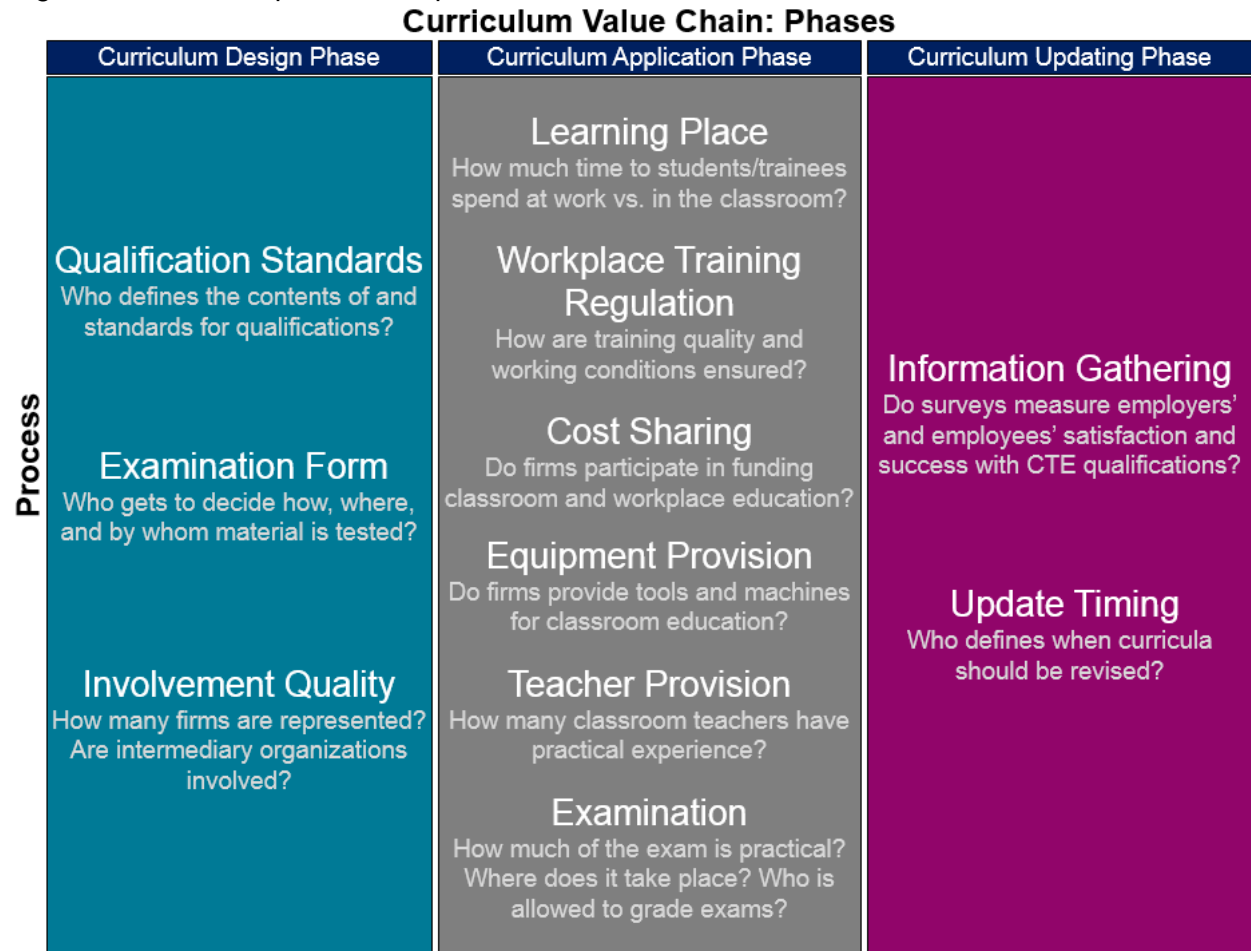 Curriculum Value Chain: Phases
Curriculum Design Phase
Curriculum Application Phase
Curriculum Updating Phase
Process
Qualification Standards
Who defines the contents of and
standards for qualifications?
Examination Form
Who gets to decide how, where,
and by whom material is tested?
Involvement Quality
How many firms are represented?
Are intermediary organizations
involved?
Learning Place
How much time to students/trainees
spend at work vs. in the classroom?
Workplace Training
Regulation
How are training quality and
working conditions ensured?
Cost Sharing
Do firms participate in funding
classroom and workplace education?
Equipment Provision
Do firms provide tools and machines
for classroom education?
Teacher Provision
How many classroom teachers have
practical experience?
Examination
How much of the exam is practical?
Where does it take place? Who is
allowed to grade exams?
Information Gathering
Do surveys measure employers’
and employees’ satisfaction and
success with CTE qualifications?
Update Timing
Who defines when curricula
should be revised?